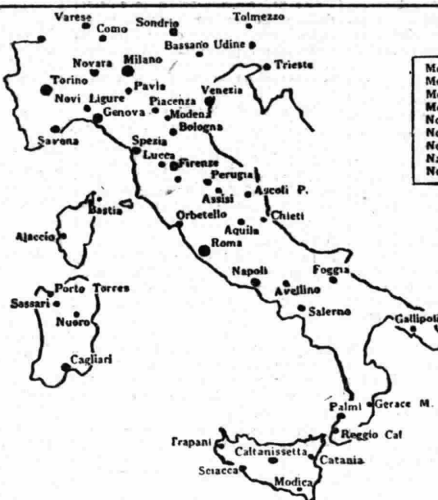 Varese
Como
Sondrio
Tolmezzo
Bassano
Udine
Novara
Milano
Trieste
Torino
Pavia
Novi Ligure
Piacenza
Venezia
Genova
Modena
Bologna
Savona
Spezia
Lucca
Firenze
Perugia
Assisi
Ascoli P.
Bastia
Orbetello
Chieti
Aquila
Aiaccio
Roma
Porto Torres
Napoli
Foggia
Sassari
Avellino
Nuoro
Salerno
Gallipoli
Cagliari
Palmi
Gerace M.
Reggio Cal
Trapani
Caltanissetta
Catania
Sciacca
Modica